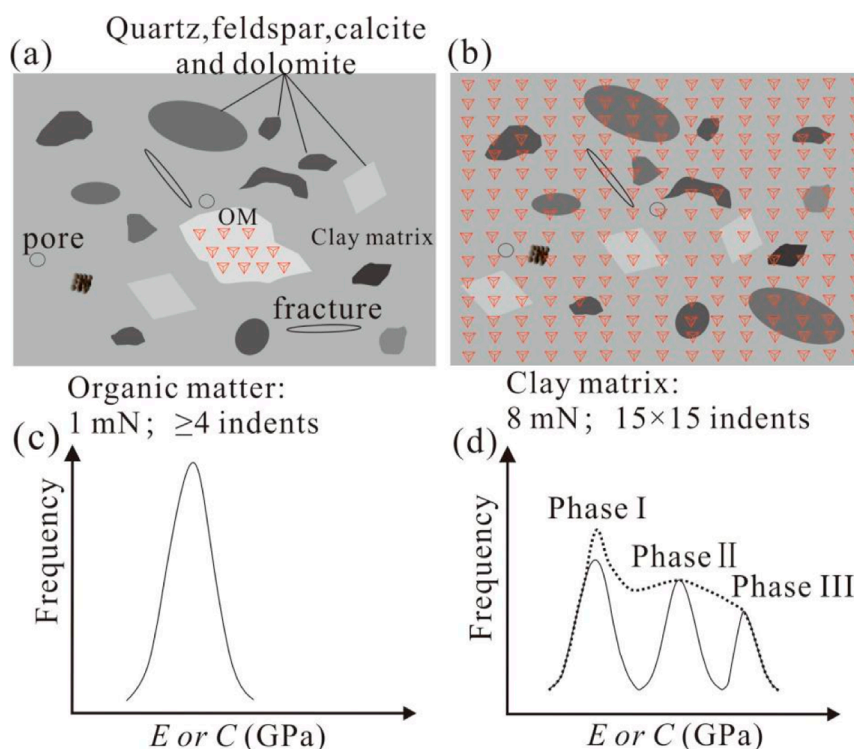 (a)
Quartz,feldspar,calcite
and dolomite
(b)
OM
pore
Clay matrix
fracture
Organic matter:
1 mN; ≥4 indents
Clay matrix:
8 mN; 15×15 indents
(c)
Frequency
E or C (GPa)
(d)
Phase I
Phase II
Phase III
Frequency
E or C (GPa)